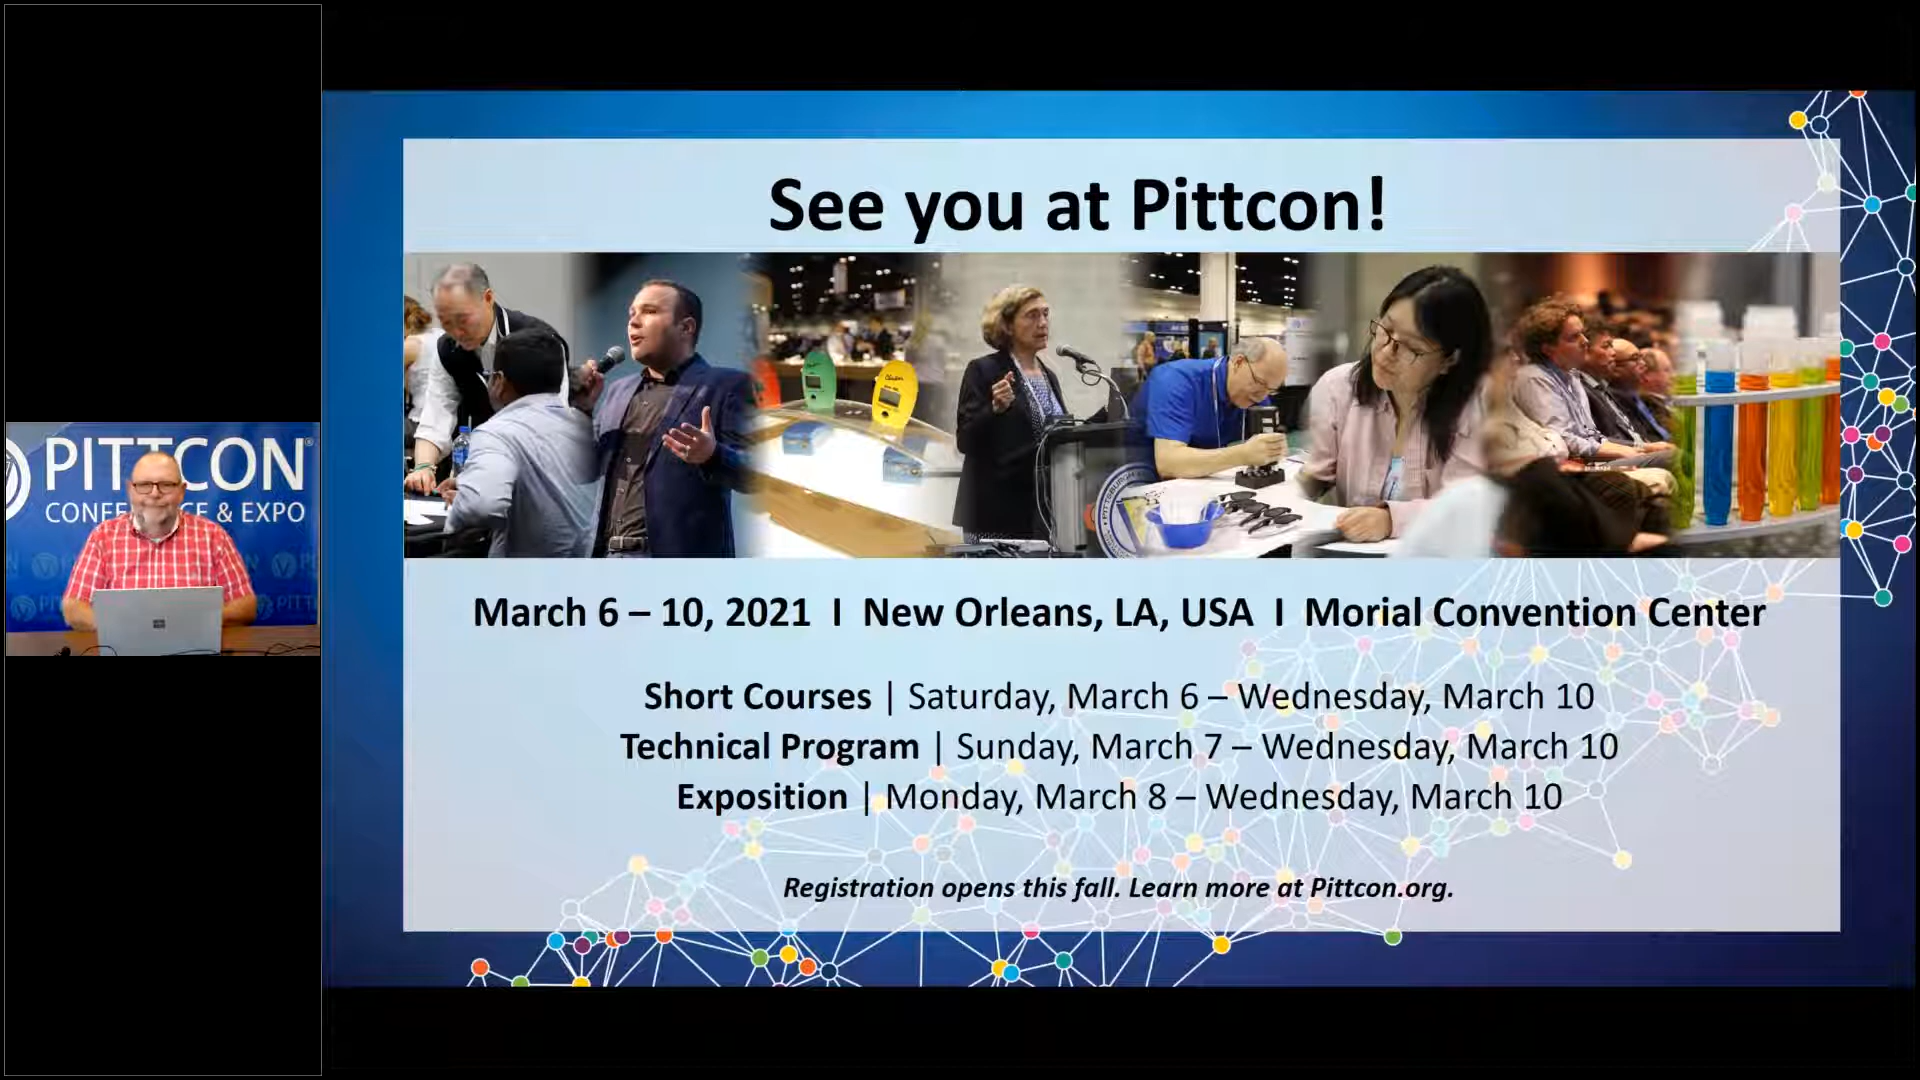 PITTCON®
CONFE CE & EXPO
See you at Pittcon!
March 6 – 10, 2021 I New Orleans, LA, USA I Morial Convention Center
Short Courses | Saturday, March 6 – Wednesday, March 10
Technical Program | Sunday, March 7 – Wednesday, March 10
Exposition | Monday, March 8 – Wednesday, March 10
Registration opens this fall. Learn more at Pittcon.org.